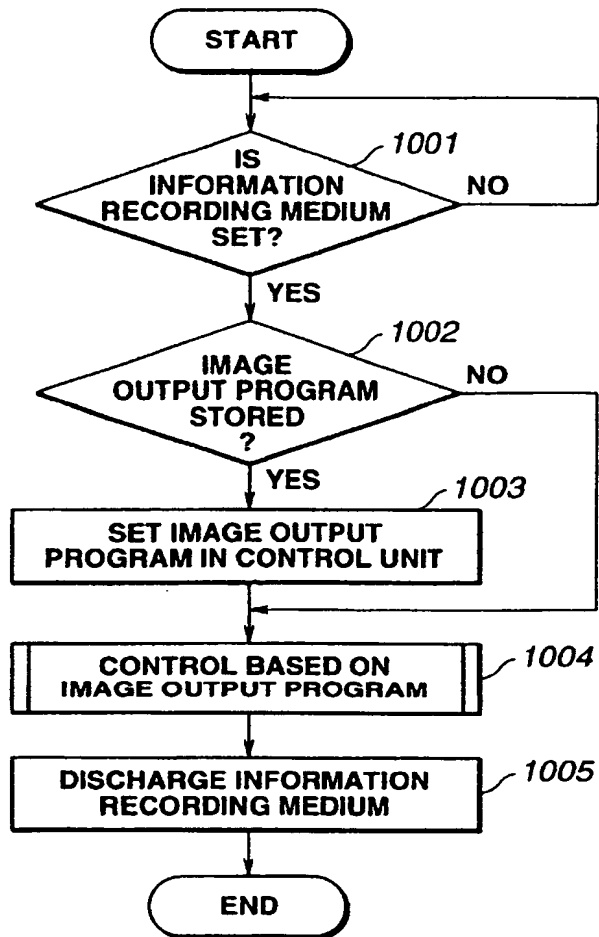 START
1001
IS
INFORMATION
RECORDING MEDIUM
SET?
NO
YES
1002
IMAGE
OUTPUT PROGRAM
STORED
?
NO
YES
1003
SET IMAGE OUTPUT
PROGRAM IN CONTROL UNIT
1004
CONTROL BASED ON
IMAGE OUTPUT PROGRAM
1005
DISCHARGE INFORMATION
RECORDING MEDIUM
END